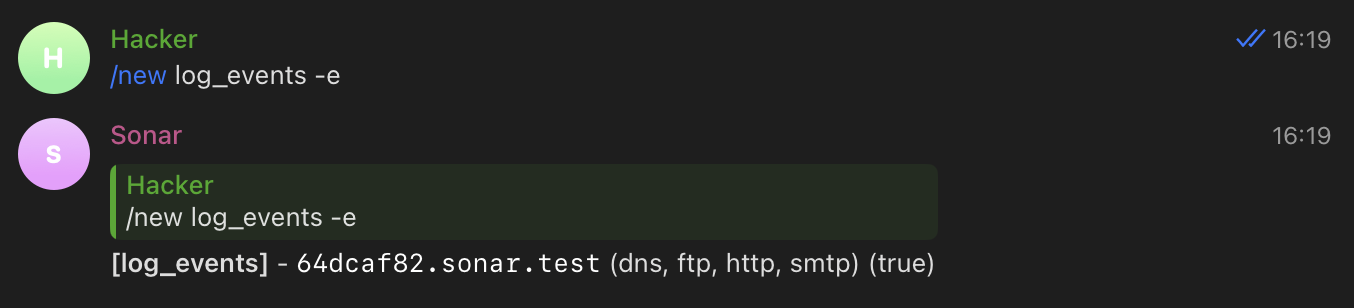 H
Hacker
16:19
/new log_events -e
S
Sonar
16:19
Hacker
/new log_events -e
[log_events] - 64dcaf82.sonar.test (dns, ftp, http, smtp) (true)